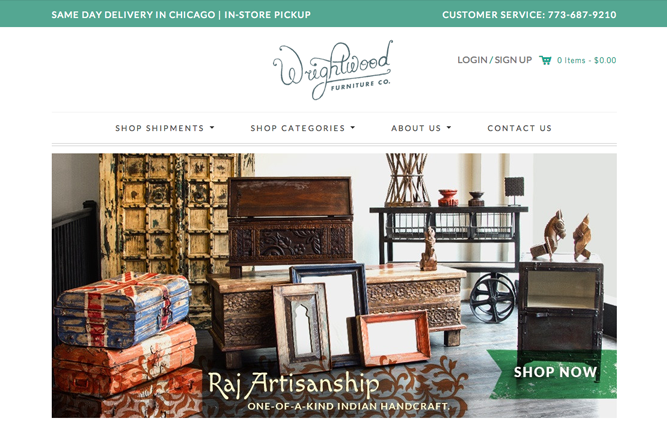 SAME DAY DELIVERY IN CHICAGO | IN-STORE PICKUP
CUSTOMER SERVICE: 773-687-9210
Wrightwood
FURNITURE CO.
LOGIN / SIGN UP
0 Items - $0.00
SHOP SHIPMENTS
SHOP CATEGORIES
ABOUT US
CONTACT US
Raj Artisanship
ONE-OF-A-KIND INDIAN HANDCRAFT.
SHOP NOW